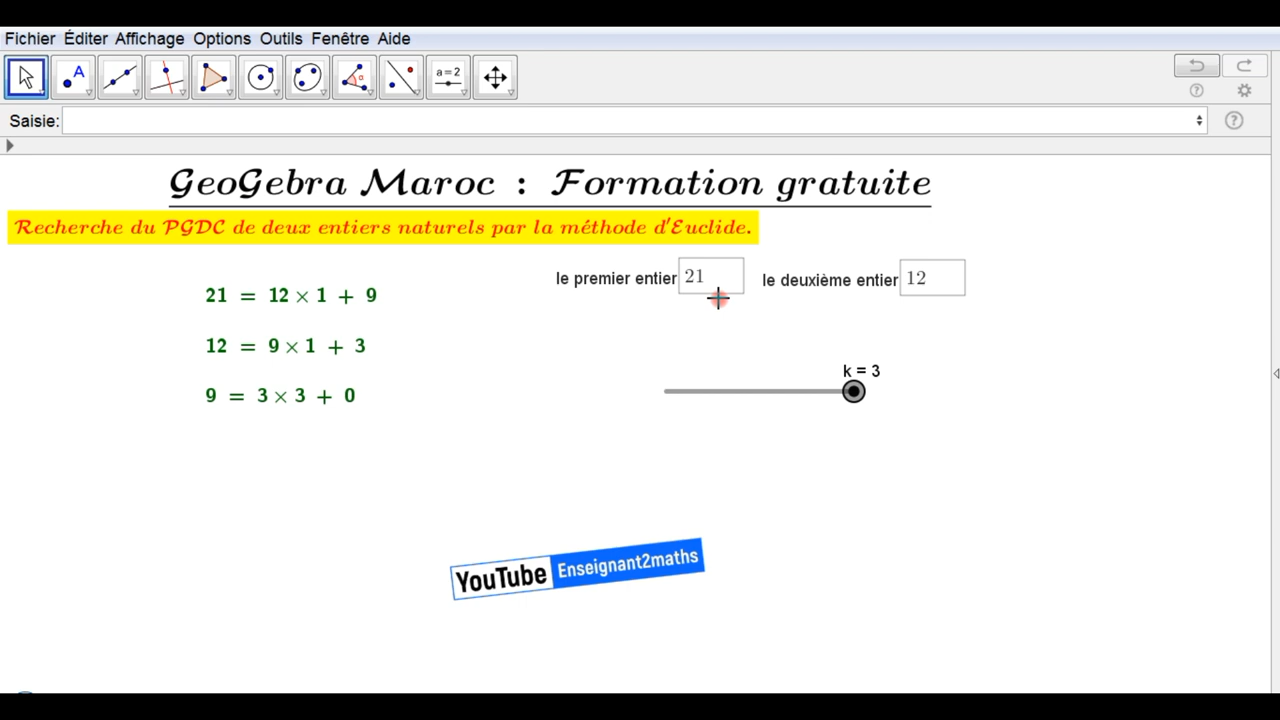 Fichier Éditer Affichage Options Outils Fenêtre Aide
A
a=2
Saisie:
GeoGebra Maroc : Formation gratuite
Recherche du PGDC de deux entiers naturels par la méthode d'Euclide.
le premier entier 21 le deuxième entier 12
21 = 12 × 1 + 9
12 = 9 × 1 + 3
k = 3
9 = 3 × 3 + 0
YouTube Enseignant2maths